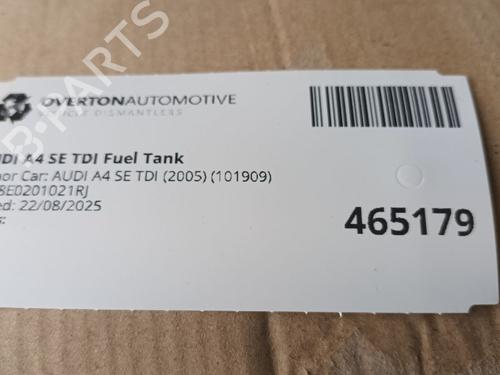 OVERTONAUTOMOTIVE
VEHICLE DISMANTLERS
UDI A4 SE TDI Fuel Tank
nor Car: AUDI A4 SE TDI (2005) (101909)
8E0201021RJ
ed: 22/08/2025
s:
465179
B-PARTS